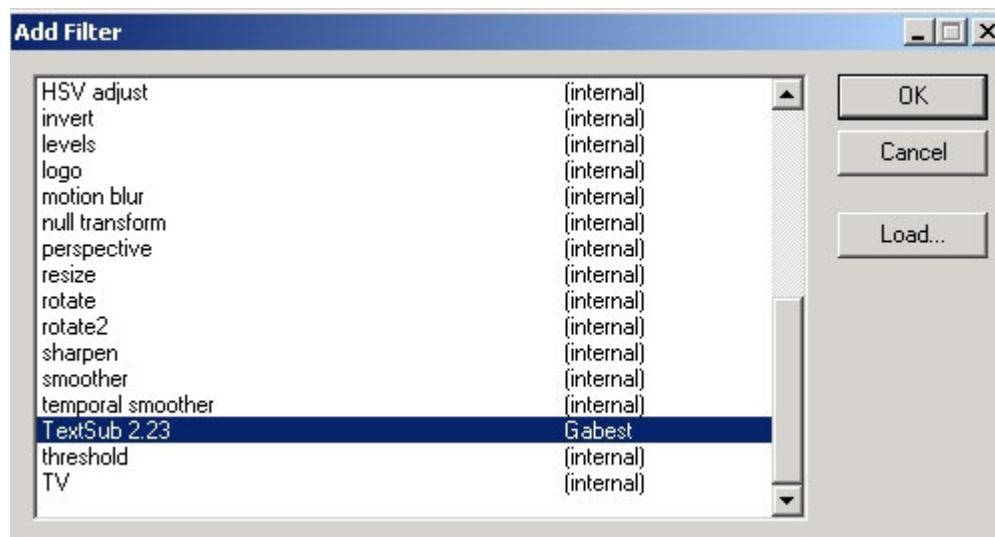 Add Filter
HSV adjust (internal)
invert (internal)
levels (internal)
logo (internal)
motion blur (internal)
null transform (internal)
perspective (internal)
resize (internal)
rotate (internal)
rotate2 (internal)
sharpen (internal)
smoother (internal)
temporal smoother (internal)
TextSub 2.23 Gabest
threshold (internal)
TV (internal)
OK
Cancel
Load...